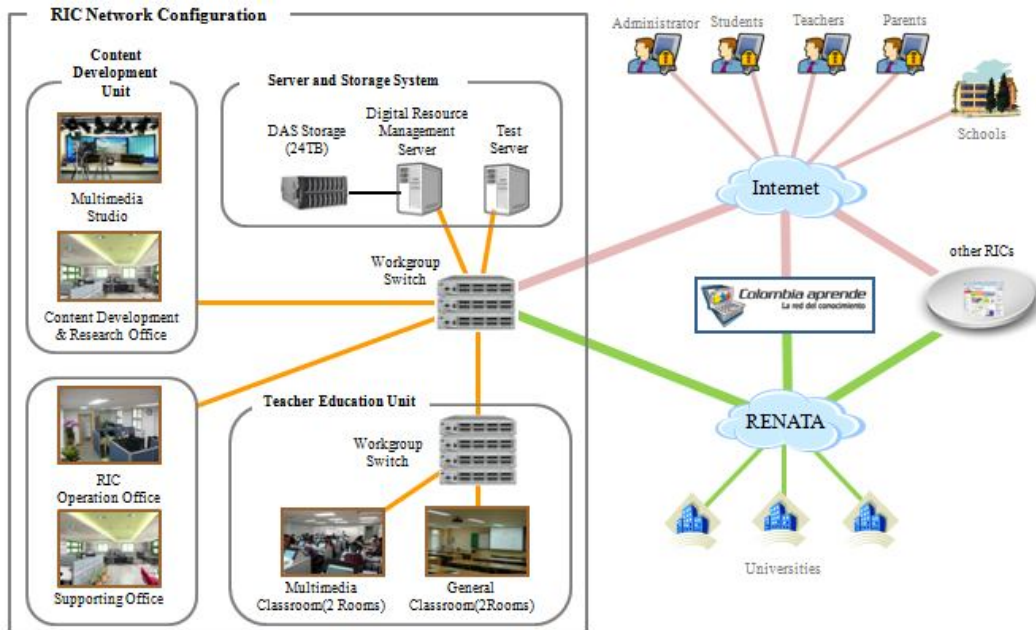 RIC Network Configuration
Content
Development
Unit
Multimedia
Studio
Content Development
& Research Office
Server and Storage System
DAS Storage
(24TB)
Digital Resource
Management
Server
Test
Server
Workgroup
Switch
RIC
Operation Office
Supporting Office
Teacher Education Unit
Workgroup
Switch
Multimedia
Classroom(2 Rooms)
General
Classroom(2Rooms)
Administrator
Students
Teachers
Parents
Schools
Internet
Colombia aprende
La red del conocimiento
other RICs
RENATA
Universities